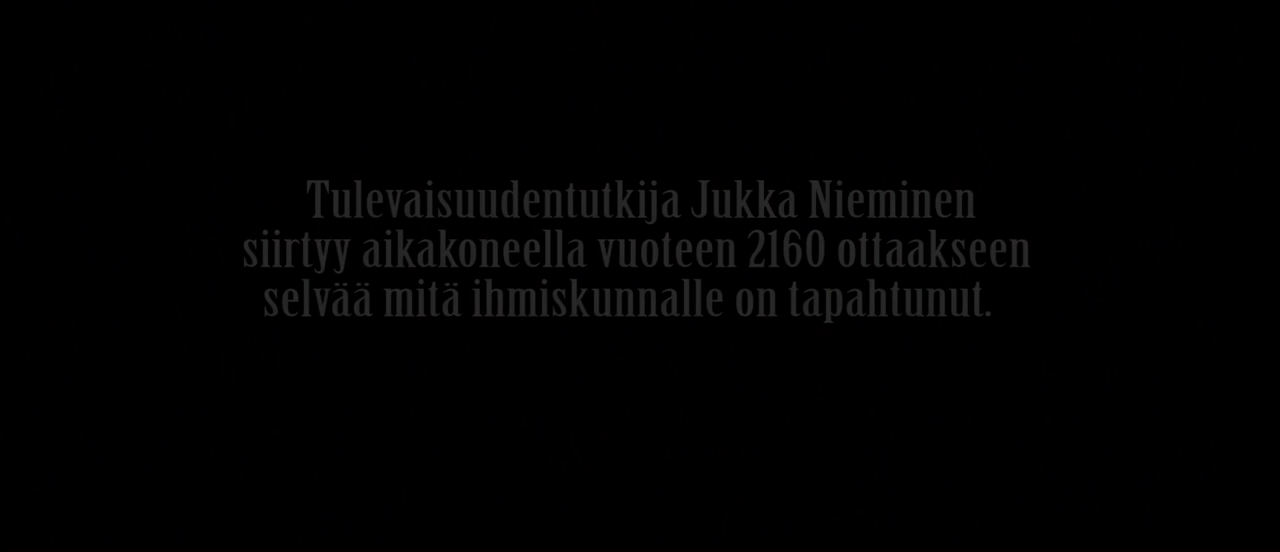 Tulevaisuudentutkija Jukka Nieminen
siirtyy aikakoneella vuoteen 2160 ottaakseen
selvää mitä ihmiskunnalle on tapahtunut.